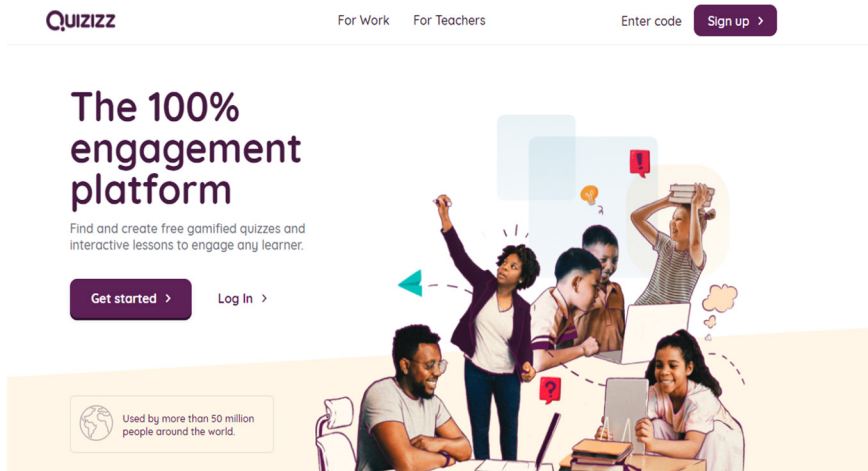 Quizizz
For Work
For Teachers
Enter code
Sign up
The 100%
engagement
platform
Find and create free gamified quizzes and
interactive lessons to engage any learner.
Get started
Log In
Used by more than 50 million
people around the world.